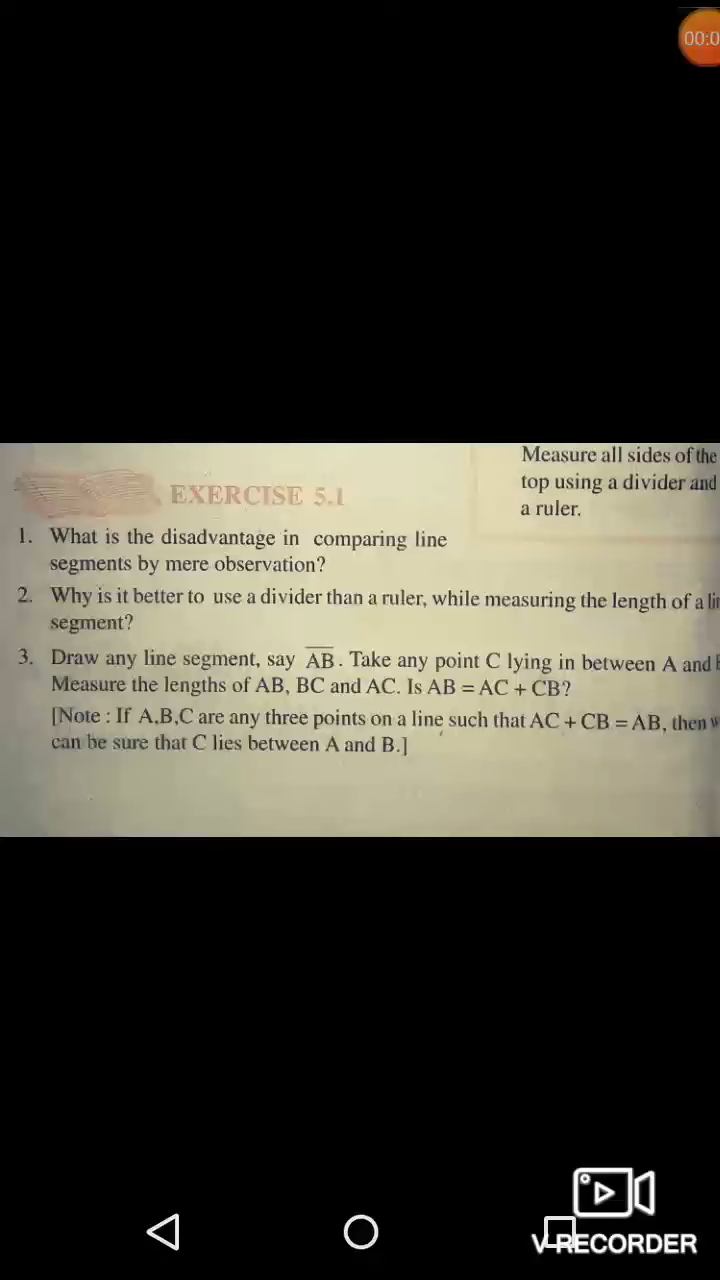 00:0
Measure all sides of the
top using a divider and
a ruler.
EXERCISE 5.1
1. What is the disadvantage in comparing line
segments by mere observation?
2. Why is it better to use a divider than a ruler, while measuring the length of a
segment?
3. Draw any line segment, say AB. Take any point C lying in between A and
Measure the lengths of AB, BC and AC. Is AB = AC + CB?
[Note : If A,B,C are any three points on a line such that AC + CB = AB, then
can be sure that C lies between A and B.]
V RECORDER